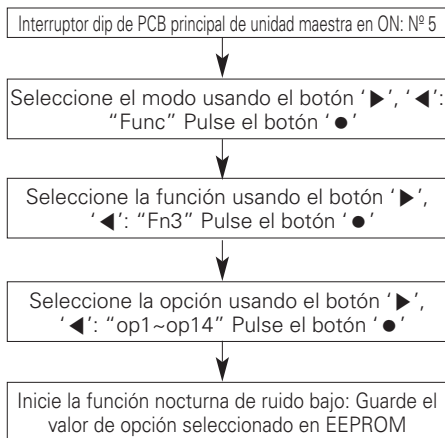 Interruptor dip de PCB principal de unidad maestra en ON: Nº 5
Seleccione el modo usando el botón ‘▶’, ‘◀’:
“Func” Pulse el botón ‘●’
Seleccione la función usando el botón ‘▶’,
‘◀’: “Fn3” Pulse el botón ‘●’
Seleccione la opción usando el botón ‘▶’,
‘◀’: “op1~op14” Pulse el botón ‘●’
Inicie la función nocturna de ruido bajo: Guarde el
valor de opción seleccionado en EEPROM